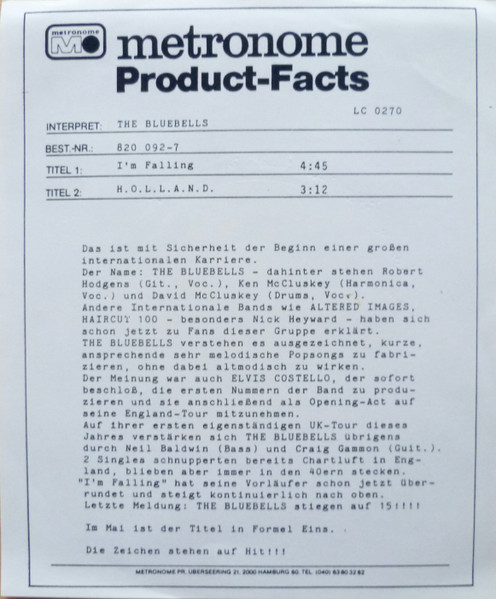 metronome
MO
metronome
Product-Facts
LC 0270
INTERPRET: THE BLUEBELLS
BEST.-NR.: 820 092-7
TITEL 1: I'm Falling 4:45
TITEL 2: H.O.L.L.A.N.D. 3:12
Das ist mit Sicherheit der Beginn einer großen
internationalen Karriere.
Der Name: THE BLUEBELLS - dahinter stehen Robert
Hodgens (Git., Voc.), Ken McCluskey (Harmonica,
Voc.) und David McCluskey (Drums, Voc.).
Andere Internationale Bands wie ALTERED IMAGES,
HAIRCUT 100 - besonders Nick Heyward - haben sich
schon jetzt zu Fans dieser Gruppe erklärt.
THE BLUEBELLS verstehen es ausgezeichnet, kurze,
ansprechende sehr melodische Popsongs zu fabri-
zieren, ohne dabei altmodisch zu wirken.
Der Meinung war auch ELVIS COSTELLO, der sofort
beschloß, die ersten Nummern der Band zu produ-
zieren und sie anschließend als Opening-Act auf
seine England-Tour mitzunehmen.
Auf ihrer ersten eigenständigen UK-Tour dieses
Jahres verstärken sich THE BLUEBELLS übrigens
durch Neil Baldwin (Bass) und Craig Gammon (Guit.).
2 Singles schnupperten bereits Chartluft in Eng-
land, blieben aber immer in den 40ern stecken.
"I'm Falling" hat seine Vorläufer schon jetzt über-
rundet und steigt kontinuierlich nach oben.
Letzte Meldung: THE BLUEBELLS stiegen auf 15!!!!
Im Mai ist der Titel in Formel Eins.
Die Zeichen stehen auf Hit!!!
METRONOME PR, ÜBERSEERING 21, 2000 HAMBURG 60, TEL. (040) 63 80 32 62